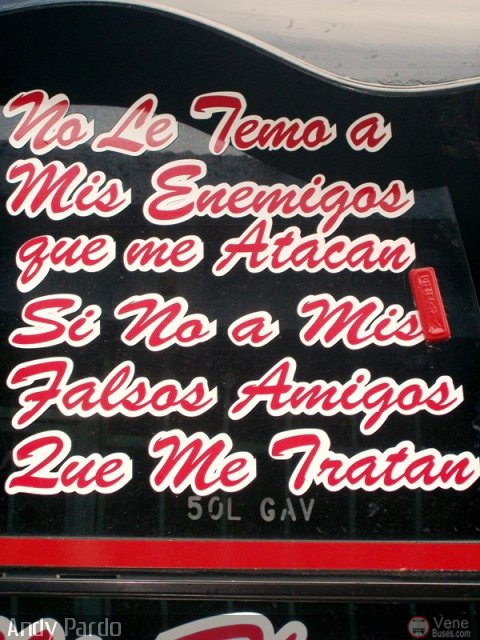 No Le Temo a
Mis Enemigos
que me Atacan
Si No a Mis
Falsos Amigos
Que Me Tratan
50L GAV
Andy Pardo
Vene
Buses.com